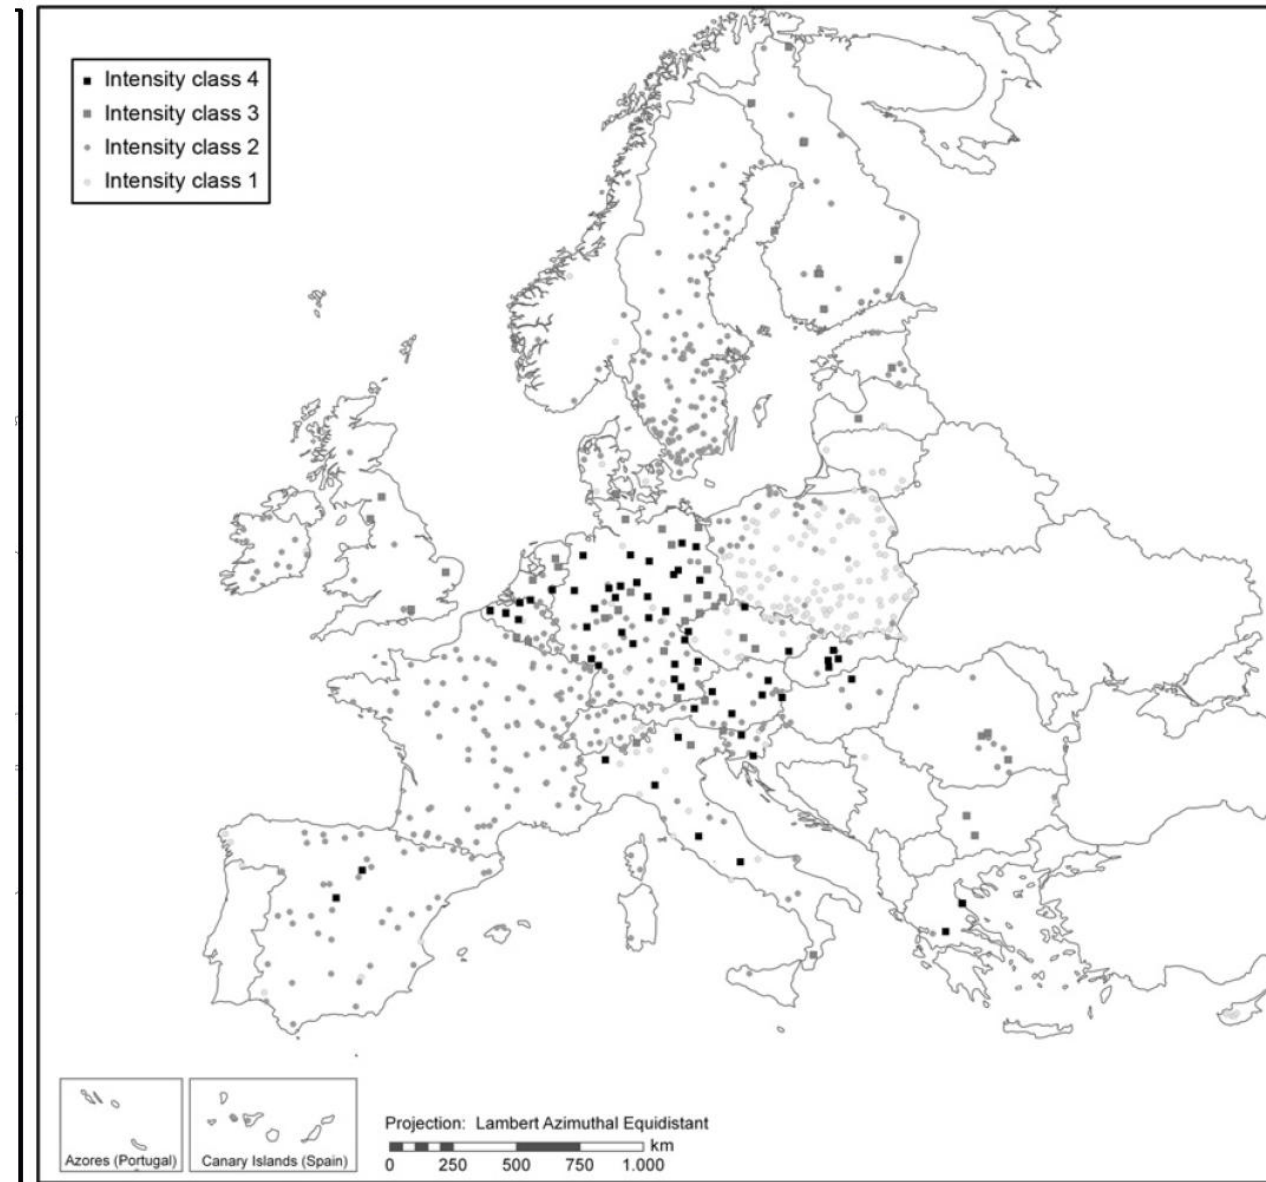 Intensity class 4
Intensity class 3
Intensity class 2
Intensity class 1
Azores (Portugal)
Canary Islands (Spain)
Projection: Lambert Azimuthal Equidistant
km
0 250 500 750 1.000